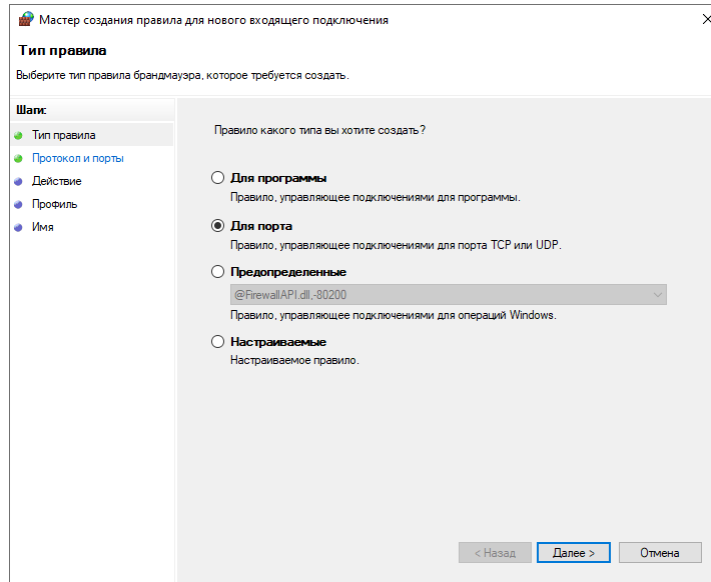 Мастер создания правила для нового входящего подключения
Тип правила
Выберите тип правила брандмауэра, которое требуется создать.
Шаги:
Тип правила
Протокол и порты
Действие
Профиль
Имя
Правило какого типа вы хотите создать?
Для программы
Правило, управляющее подключениями для программы.
Для порта
Правило, управляющее подключениями для порта TCP или UDP.
Предопределенные
@FirewallAPI.dll,-80200
Правило, управляющее подключениями для операций Windows.
Настраиваемые
Настраиваемое правило.
< Назад
Далее >
Отмена